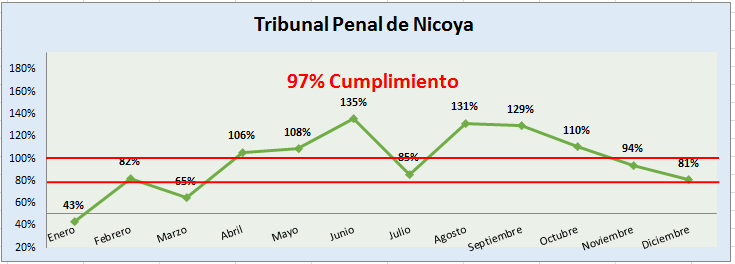 Tribunal Penal de Nicoya
97% Cumplimiento
180%
160%
140%
120%
100%
80%
60%
40%
20%
43%
82%
65%
106%
108%
135%
85%
131%
129%
110%
94%
81%
Enero
Febrero
Marzo
Abril
Mayo
Junio
Julio
Agosto
Septiembre
Octubre
Noviembre
Diciembre